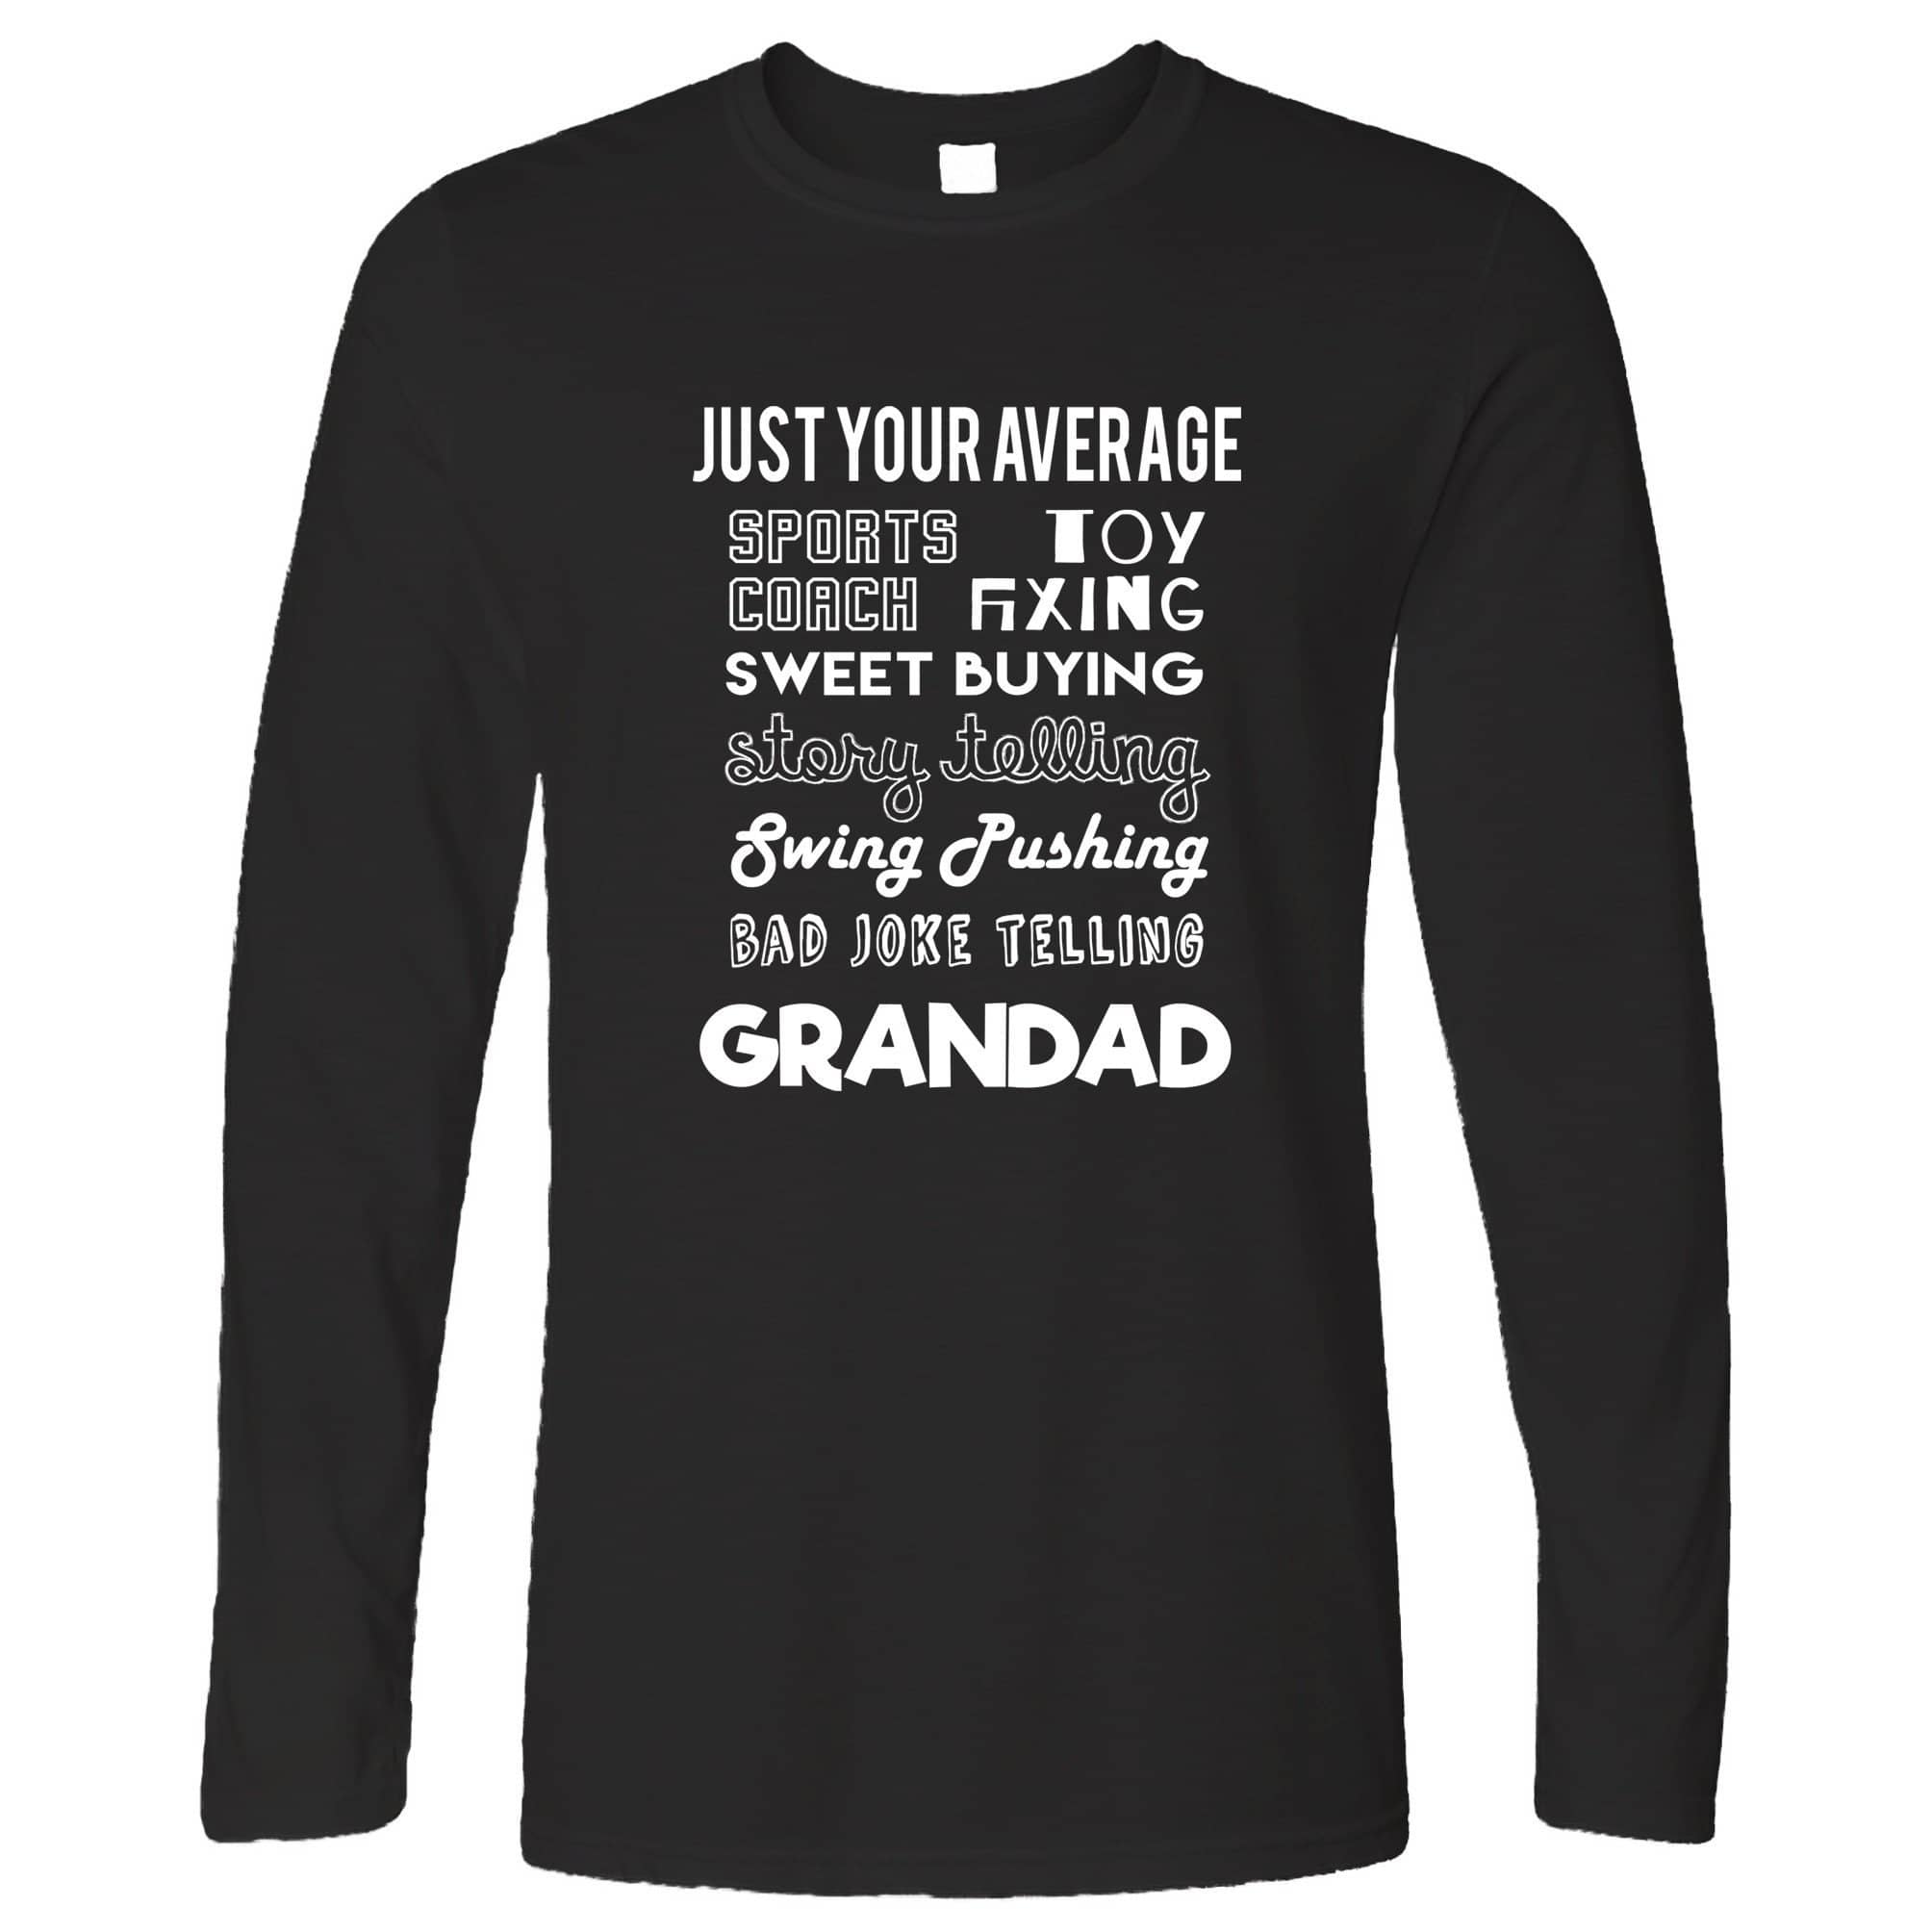 JUST YOUR AVERAGE
SPORTS TOY
COACH FIXING
SWEET BUYING
story telling
Swing Pushing
BAD JOKE TELLING
GRANDAD